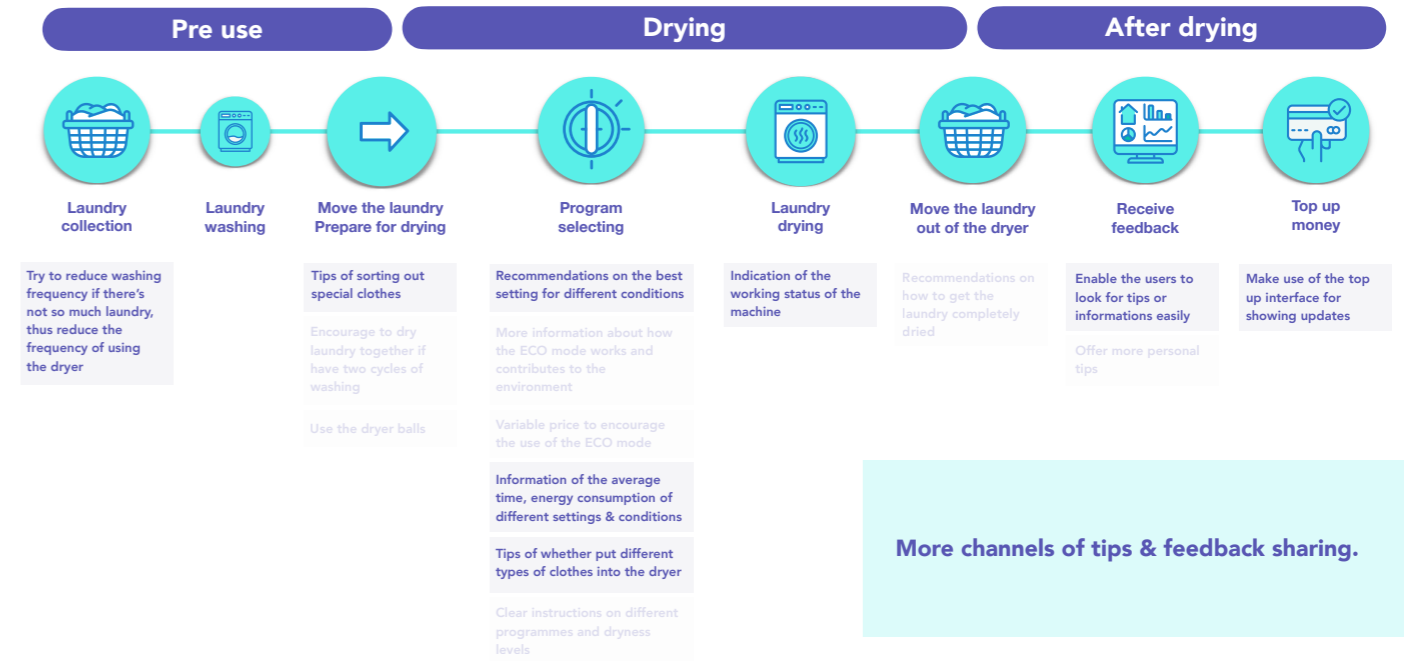 Pre use
Drying
After drying
Laundry
collection
Laundry
washing
Move the laundry
Prepare for drying
Program
selecting
Laundry
drying
Move the laundry
out of the dryer
Receive
feedback
Top up
money
Try to reduce washing
frequency if there's
not so much laundry,
thus reduce the
frequency of using
the dryer
Tips of sorting out
special clothes
Encourage to dry
laundry together if
have two cycles of
washing
Use the dryer balls
Recommendations on the best
setting for different conditions
More information about how
the ECO mode works and
contributes to the
environment
Variable price to encourage
the use of the ECO mode
Information of the average
time, energy consumption of
different settings & conditions
Tips of whether put different
types of clothes into the dryer
Clear instructions on different
programmes and dryness
levels
Indication of the
working status of the
machine
Recommendations on
how to get the
laundry completely
dried
Enable the users to
look for tips or
informations easily
Offer more personal
tips
Make use of the top
up interface for
showing updates
More channels of tips & feedback sharing.